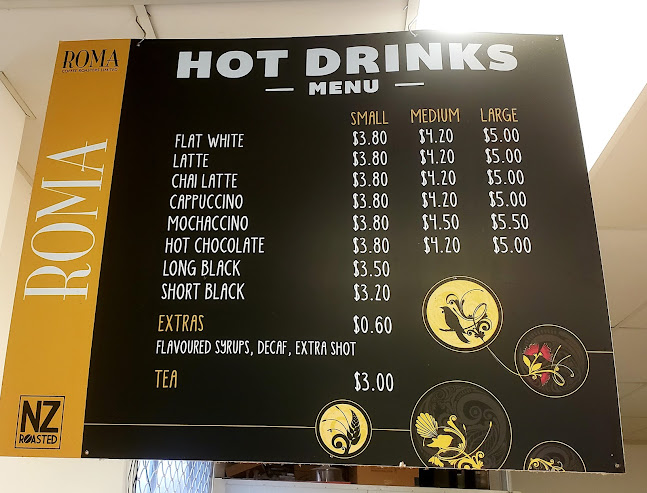 ROMA
COFFEE ROASTERS LIMITED
ROMA
NZ
ROASTED
HOT DRINKS
MENU
SMALL MEDIUM LARGE
FLAT WHITE $3.80 $4.20 $5.00
LATTE $3.80 $4.20 $5.00
CHAI LATTE $3.80 $4.20 $5.00
CAPPUCCINO $3.80 $4.20 $5.00
MOCHACCINO $3.80 $4.50 $5.50
HOT CHOCOLATE $3.80 $4.20 $5.00
LONG BLACK $3.50
SHORT BLACK $3.20
EXTRAS $0.60
FLAVOURED SYRUPS, DECAF, EXTRA SHOT
TEA $3.00